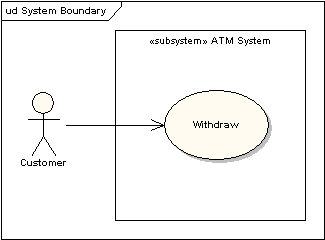 ud System Boundary
«subsystem» ATM System
Withdraw
Customer